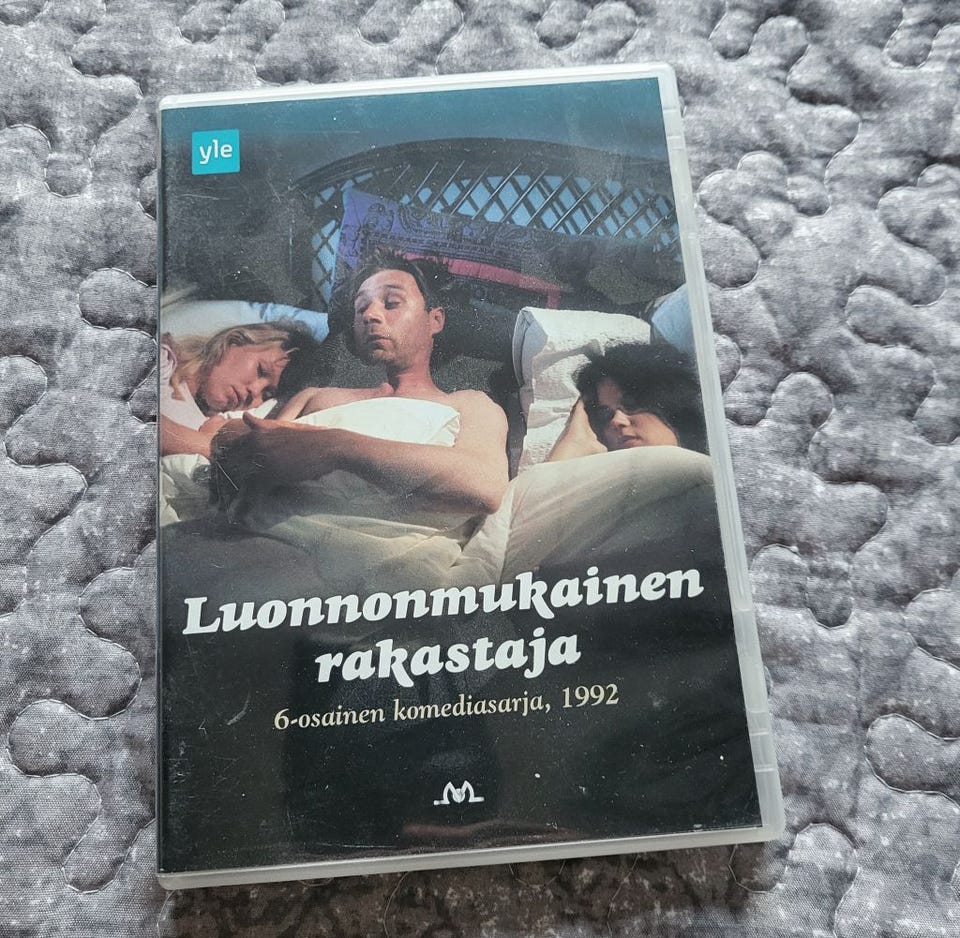 yle
Luonnonmukainen
rakastaja
6-osainen komediasarja, 1992